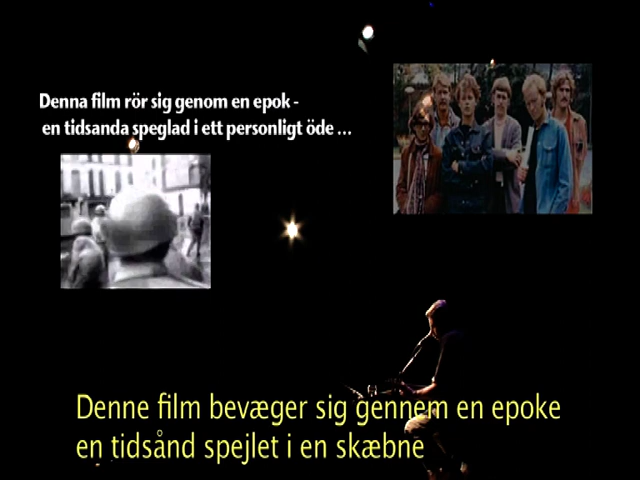 Denna film rör sig genom en epok -
en tidsanda speglad i ett personligt öde ...
Denne film bevæger sig gennem en epoke
en tidsånd spejlet i en skæbne